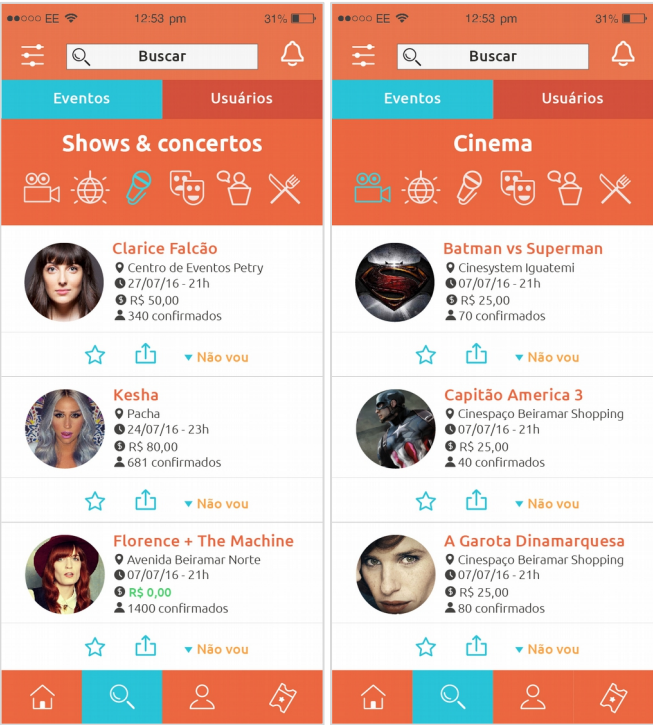 EE 12:53 pm 31%
Buscar
Eventos Usuários
Shows & concertos
Clarice Falcão
Centro de Eventos Petry
27/07/16 - 21h
$ R$ 50,00
340 confirmados
Não vou
Kesha
Pacha
24/07/16 - 23h
$ R$ 80,00
681 confirmados
Não vou
Florence + The Machine
Avenida Beiramar Norte
07/07/16 - 21h
$ R$ 0,00
1400 confirmados
Não vou
EE 12:53 pm 31%
Buscar
Eventos Usuários
Cinema
Batman vs Superman
Cinesystem Iguatemi
07/07/16 - 21h
$ R$ 25,00
70 confirmados
Não vou
Capitão America 3
Cinespaço Beiramar Shopping
07/07/16 - 21h
$ R$ 25,00
40 confirmados
Não vou
A Garota Dinamarquesa
Cinespaço Beiramar Shopping
07/07/16 - 21h
$ R$ 25,00
80 confirmados
Não vou